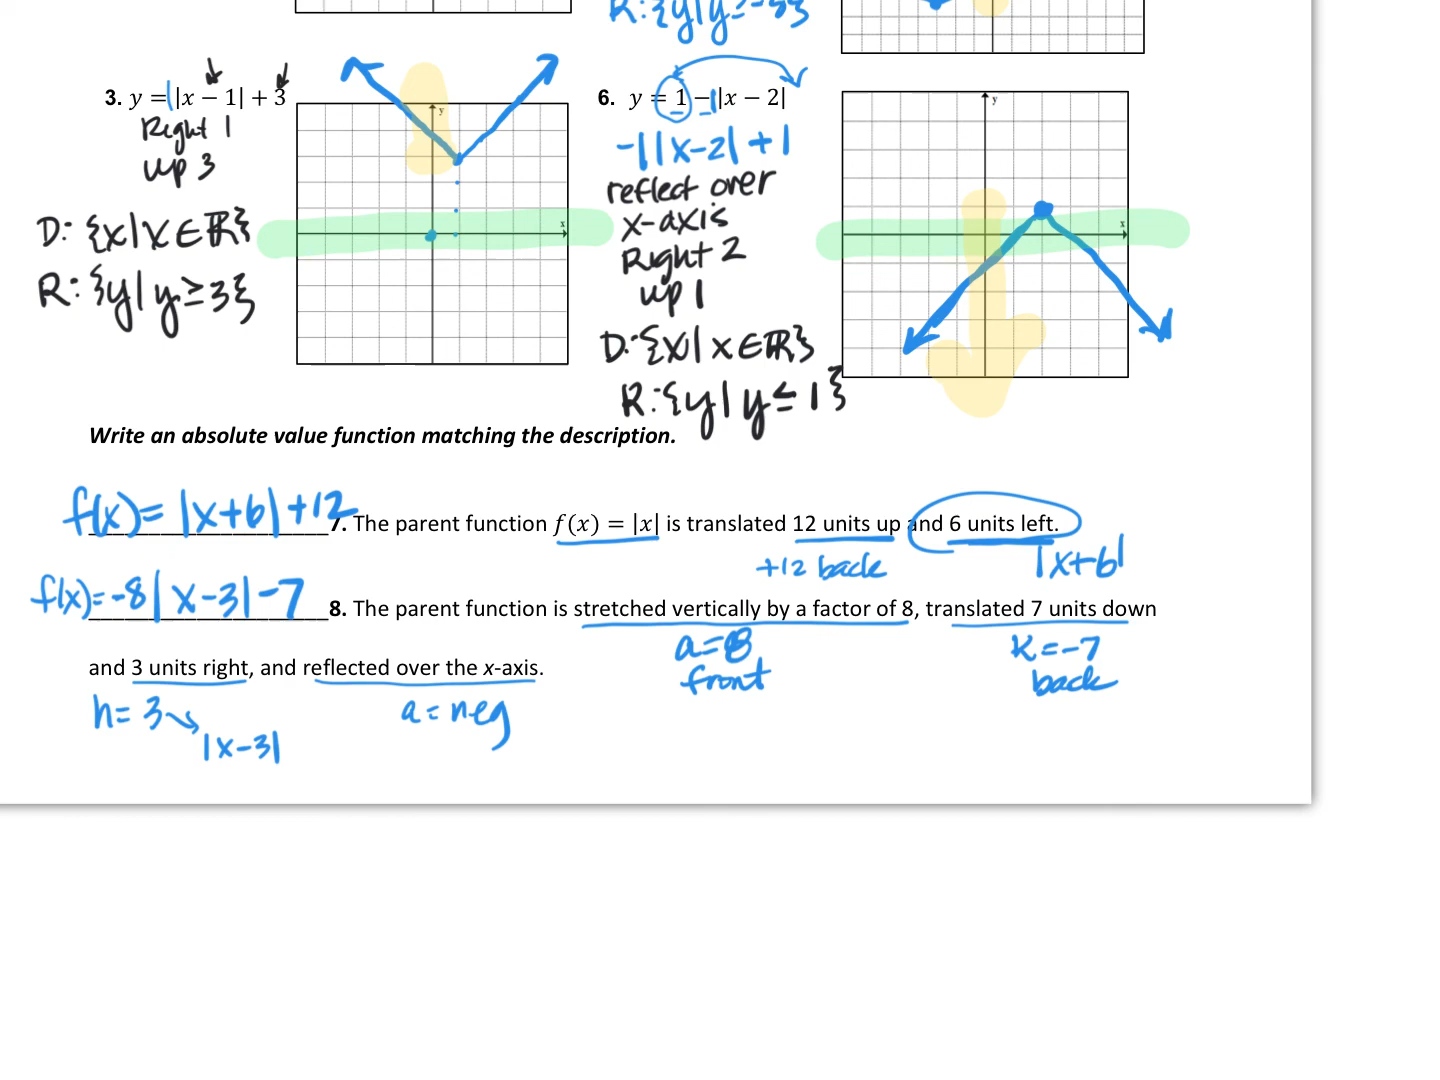 R: {y|y≥-5}
3. y = 1|x − 1| + 3
Right 1
up 3
D: {x|x∈ℝ}
R: {y|y≥3}
y
x
6. y = 1 − 1|x − 2|
-1|x-2|+1
reflect over
x-axis
Right 2
up 1
D: {x|x∈ℝ}
R: {y|y≤1}
y
x
Write an absolute value function matching the description.
f(x)= |x+6|+12
7. The parent function f(x) = |x| is translated 12 units up and 6 units left.
+12 back
|x+6|
f(x)=-8|x-3|-7
8. The parent function is stretched vertically by a factor of 8, translated 7 units down
a=8
front
k=-7
back
and 3 units right, and reflected over the x-axis.
h=3
|x-3|
a=neg